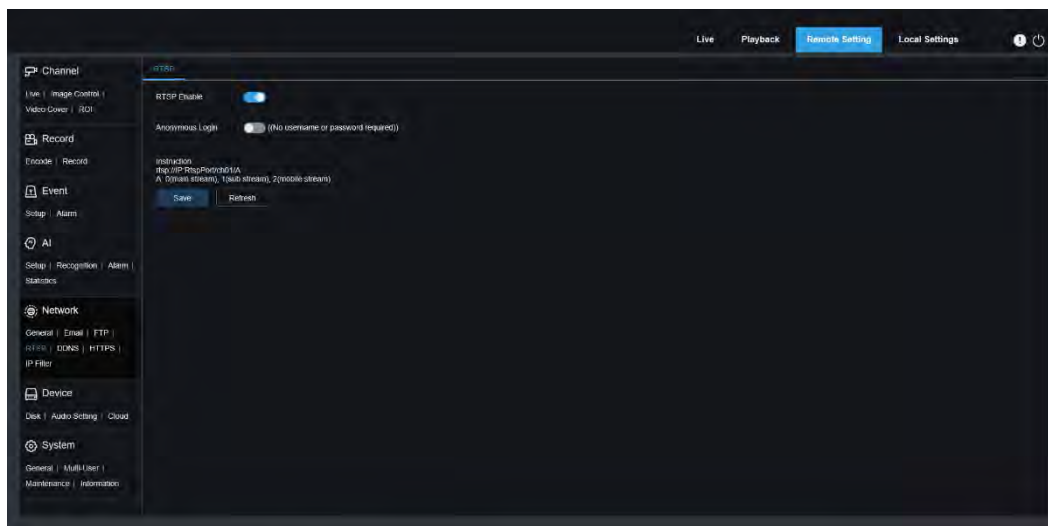 Live Playback Remote Setting Local Settings
Channel
Live | Image Control |
Video Cover | ROI
Record
Encode | Record
Event
Setup | Alarm
AI
Setup | Recognition | Alarm |
Statistics
Network
General | Email | FTP |
RTSP | DDNS | HTTPS |
IP Filter
Device
Disk | Audio Setting | Cloud
System
General | Multi-User |
Maintenance | Information
RTSP
RTSP Enable
Anonymous Login ((No username or password required))
Instruction
rtsp://IP:RtspPort/ch01/A
A: 0(main stream), 1(sub stream), 2(mobile stream)
Save Refresh